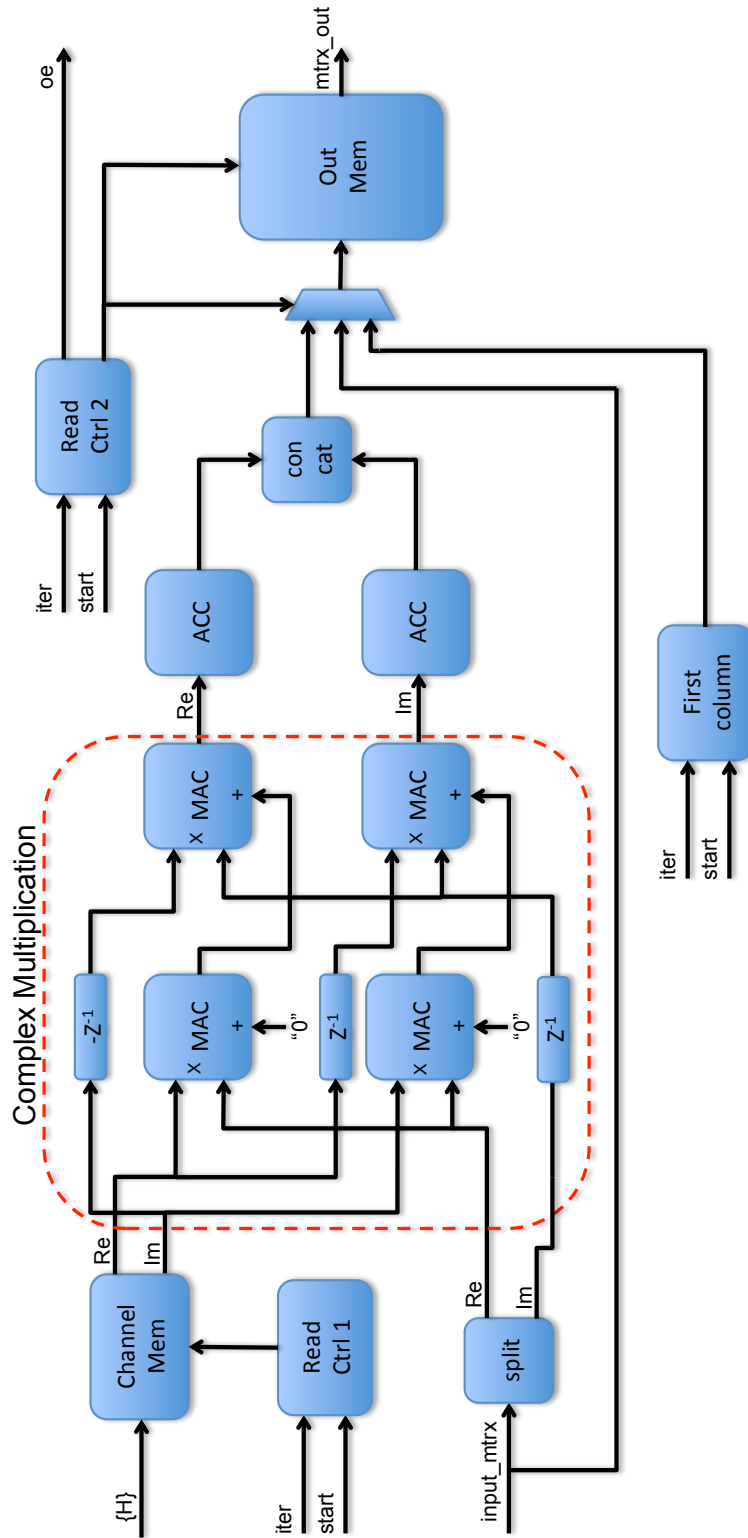 Complex Multiplication
{H}
Channel
Mem
Re
Im
iter
start
Read
Ctrl 1
input_mtrx
split
Re
Im
-Z⁻¹
X MAC
+
"0"
Z⁻¹
X MAC
+
"0"
Z⁻¹
X MAC
+
X MAC
+
Re
Im
ACC
ACC
con
cat
iter
start
Read
Ctrl 2
oe
Out
Mem
mtrx_out
iter
start
First
column